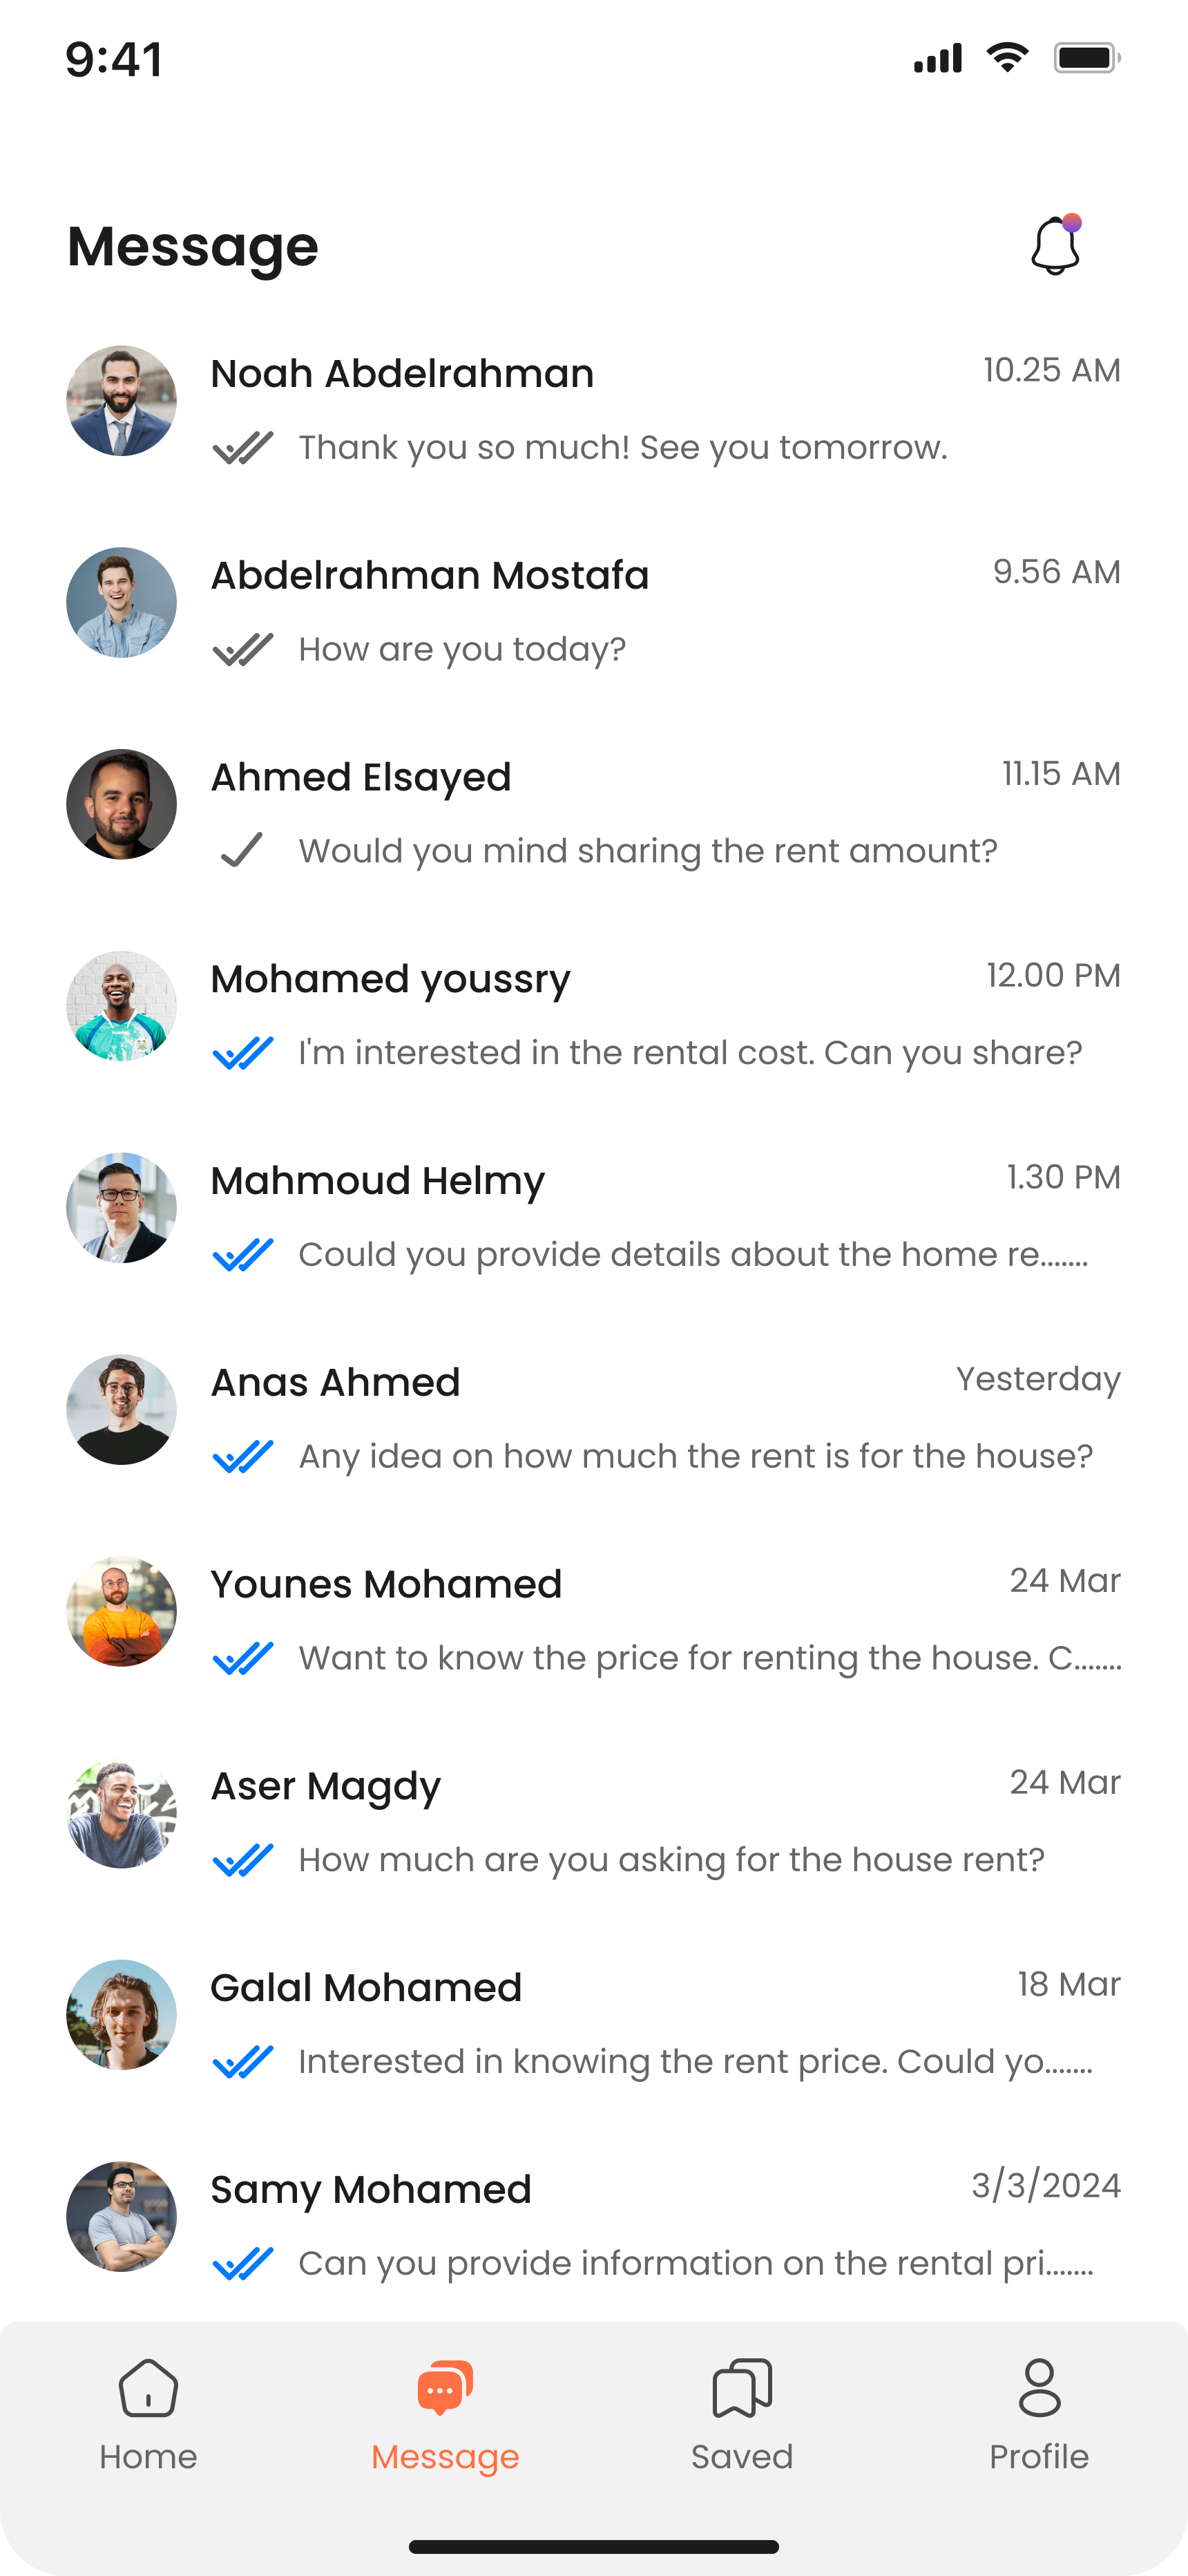 9:41
Message
Noah Abdelrahman 10.25 AM
Thank you so much! See you tomorrow.
Abdelrahman Mostafa 9.56 AM
How are you today?
Ahmed Elsayed 11.15 AM
Would you mind sharing the rent amount?
Mohamed youssry 12.00 PM
I'm interested in the rental cost. Can you share?
Mahmoud Helmy 1.30 PM
Could you provide details about the home re.......
Anas Ahmed Yesterday
Any idea on how much the rent is for the house?
Younes Mohamed 24 Mar
Want to know the price for renting the house. C.......
Aser Magdy 24 Mar
How much are you asking for the house rent?
Galal Mohamed 18 Mar
Interested in knowing the rent price. Could yo.......
Samy Mohamed 3/3/2024
Can you provide information on the rental pri.......
Home Message Saved Profile